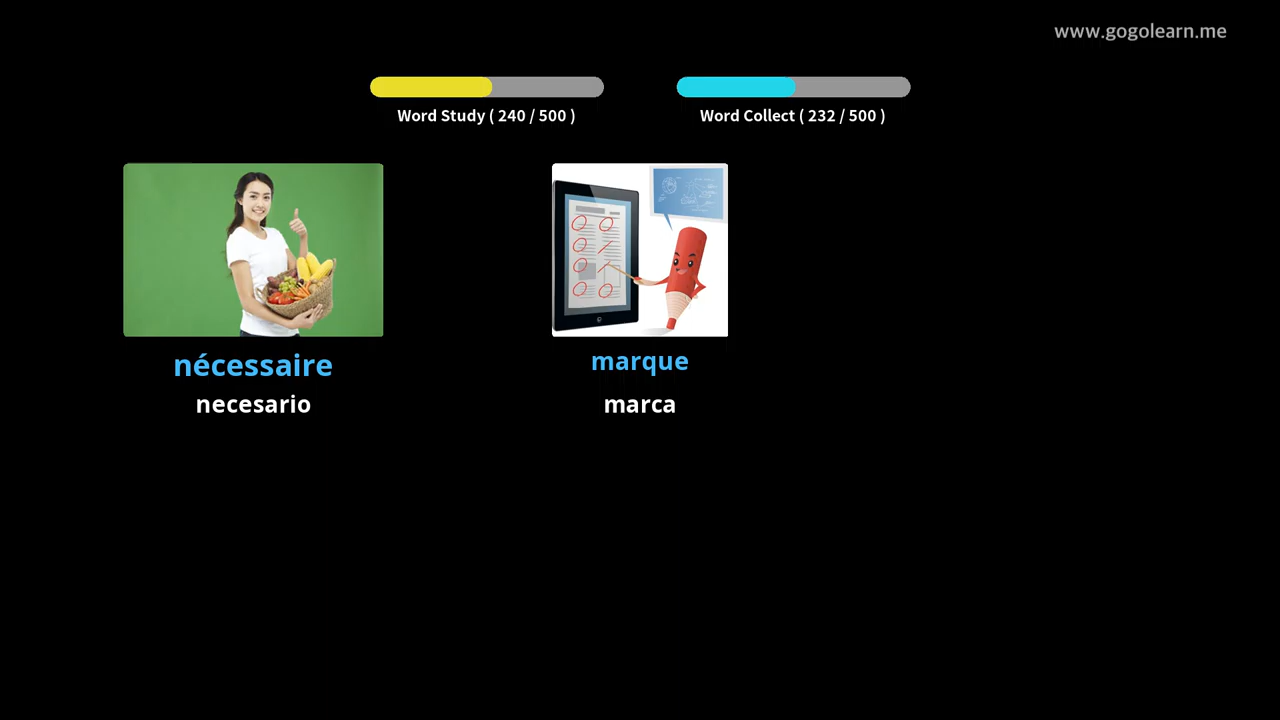 www.gogolearn.me
Word Study ( 240 / 500 )
Word Collect ( 232 / 500 )
nécessaire
necesario
marque
marca